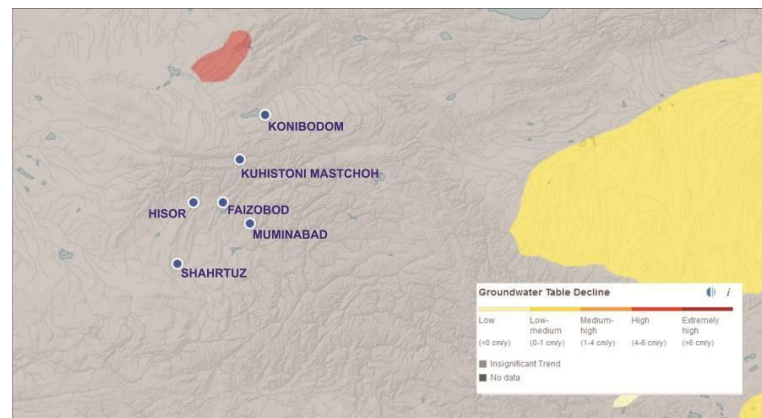 KONIBODOM
KUHISTONI MASTCHOH
HISOR
FAIZOBOD
MUMINABAD
SHAHRTUZ
Groundwater Table Decline i
Low Low- Medium- High Extremely
medium high high
(<0 cm/y) (0-1 cm/y) (1-4 cm/y) (4-6 cm/y) (>6 cm/y)
Insignificant Trend
No data